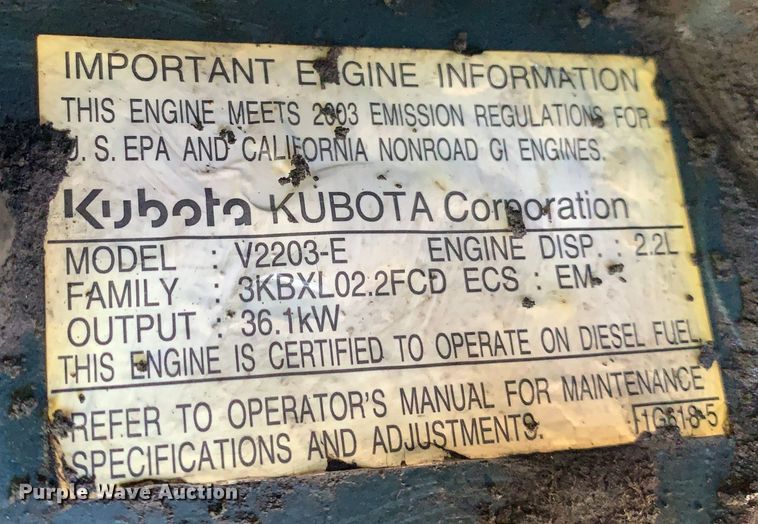 IMPORTANT ENGINE INFORMATION
THIS ENGINE MEETS 2003 EMISSION REGULATIONS FOR
U.S. EPA AND CALIFORNIA NONROAD CI ENGINES.
Kubota KUBOTA Corporation
MODEL : V2203-E ENGINE DISP. : 2.2L
FAMILY : 3KBXL02.2FCD ECS : EM
OUTPUT : 36.1kW
THIS ENGINE IS CERTIFIED TO OPERATE ON DIESEL FUEL.
REFER TO OPERATOR'S MANUAL FOR MAINTENANCE
SPECIFICATIONS AND ADJUSTMENTS.
Purple Wave Auction